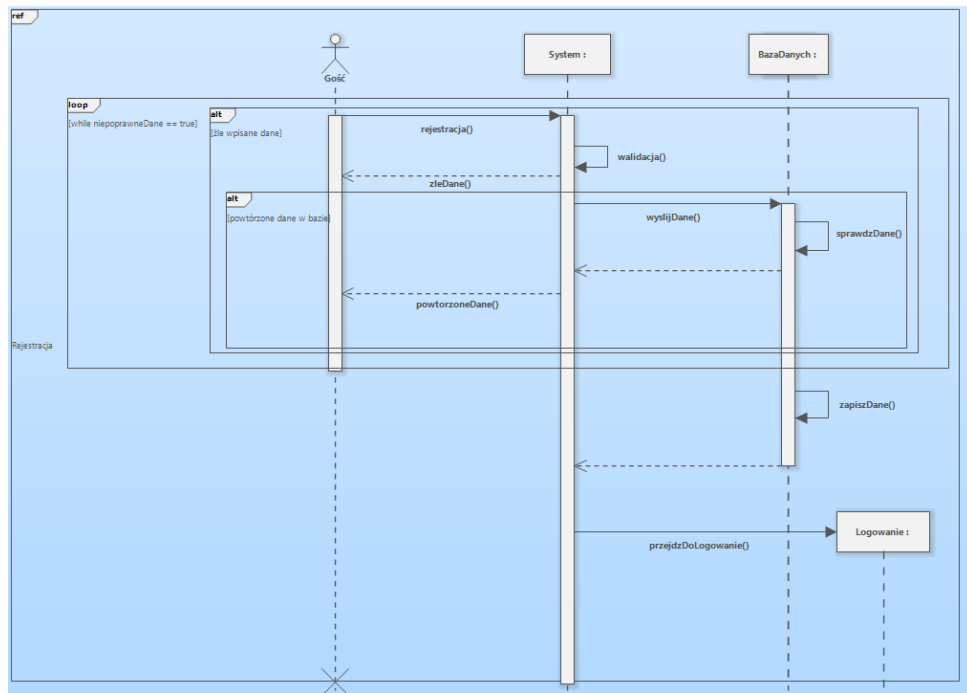 ref
Gość
System :
BazaDanych :
loop
[while niepoprawneDane == true]
alt
[źle wpisane dane]
rejestracja()
walidacja()
zleDane()
alt
[powtórzone dane w bazie]
wyslijDane()
sprawdzDane()
powtorzoneDane()
Rejestracja
zapiszDane()
Logowanie :
przejdzDoLogowanie()